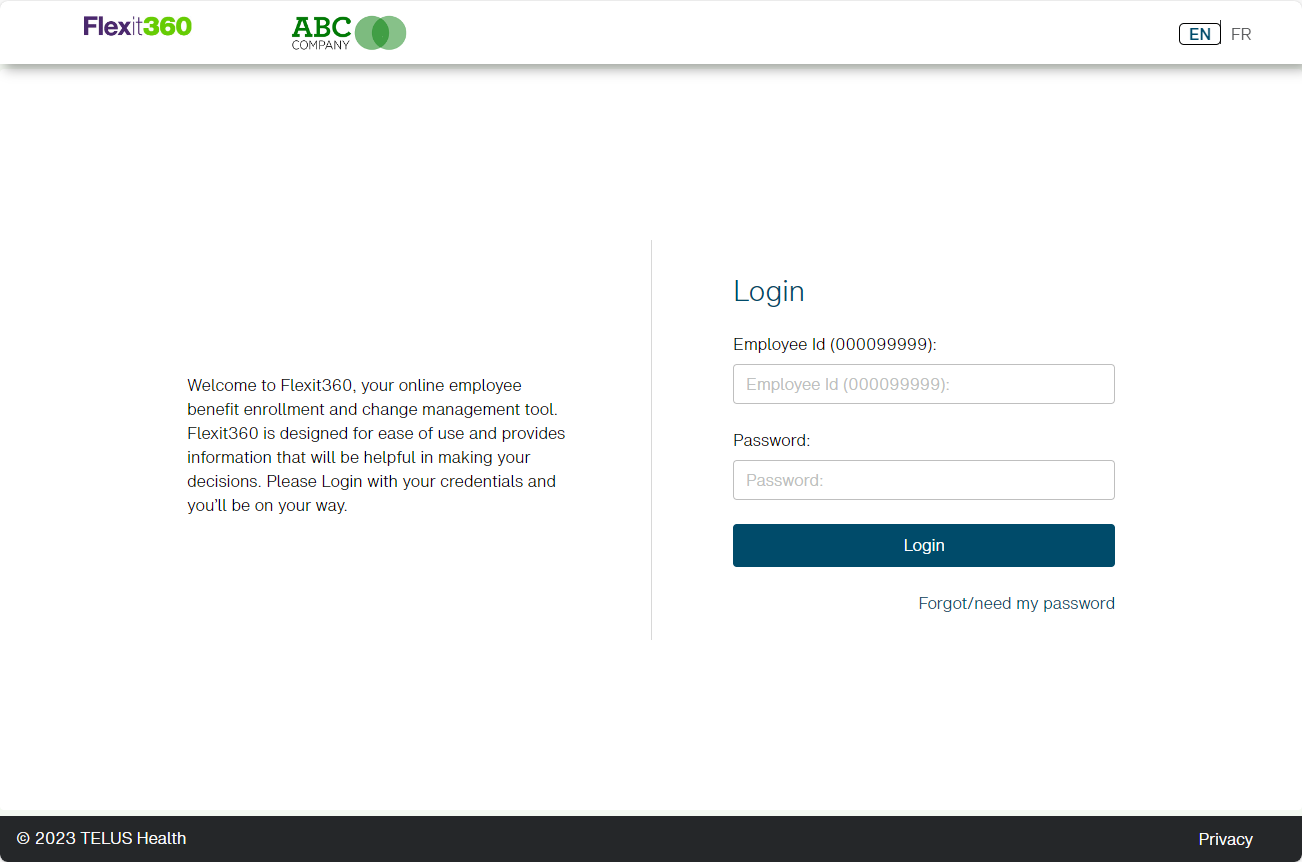 Flexit360
ABC
COMPANY
EN
FR
Welcome to Flexit360, your online employee
benefit enrollment and change management tool.
Flexit360 is designed for ease of use and provides
information that will be helpful in making your
decisions. Please Login with your credentials and
you’ll be on your way.
Login
Employee Id (000099999):
Employee Id (000099999):
Password:
Password:
Login
Forgot/need my password
© 2023 TELUS Health
Privacy